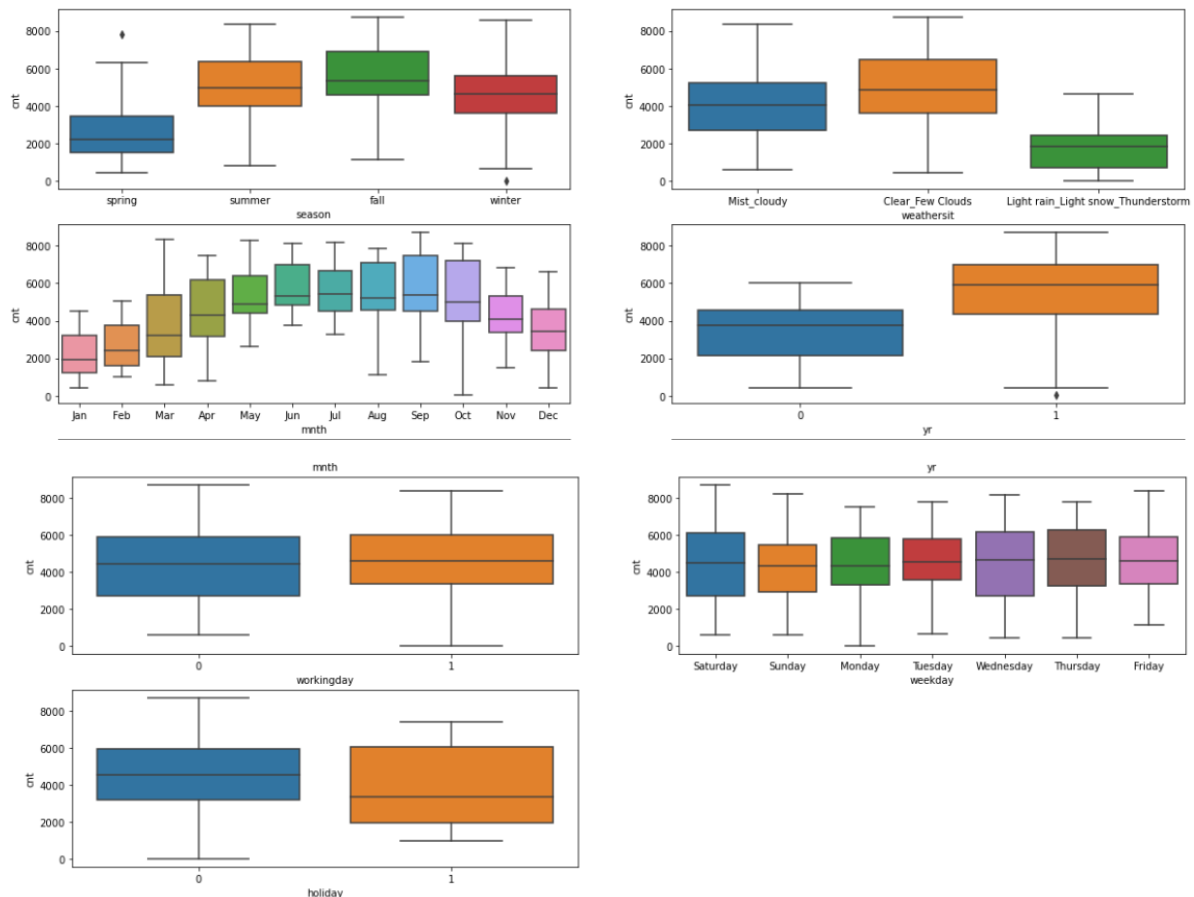 8000
6000
4000
2000
0
cnt
spring summer fall winter
season
8000
6000
4000
2000
0
cnt
Mist_cloudy Clear_Few Clouds Light rain_Light snow_Thunderstorm
weathersit
8000
6000
4000
2000
0
cnt
Jan Feb Mar Apr May Jun Jul Aug Sep Oct Nov Dec
mnth
8000
6000
4000
2000
0
cnt
0 1
yr
mnth
8000
6000
4000
2000
0
cnt
0 1
workingday
yr
8000
6000
4000
2000
0
cnt
Saturday Sunday Monday Tuesday Wednesday Thursday Friday
weekday
8000
6000
4000
2000
0
cnt
0 1
holiday